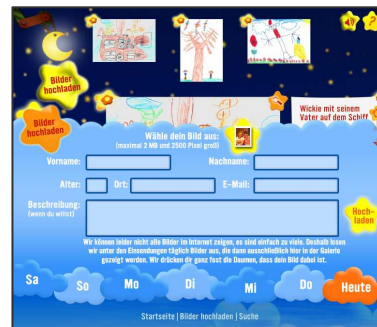 Bilder
hochladen
Wickie mit seinem
Vater auf dem Schiff
Bilder
hochladen
Wähle dein Bild aus:
(maximal 2 MB und 2500 Pixel groß)
Vorname:
Nachname:
Alter:
Ort:
E-Mail:
Beschreibung:
(wenn du willst)
Hoch-
laden
Wir können leider nicht alle Bilder im Internet zeigen, es sind einfach zu viele. Deshalb losen
wir unter den Einsendungen täglich Bilder aus, die dann ausschließlich hier in der Galerie
gezeigt werden. Wir drücken dir ganz fest die Daumen, dass dein Bild dabei ist.
Sa
So
Mo
Di
Mi
Do
Heute
Startseite | Bilder hochladen | Suche